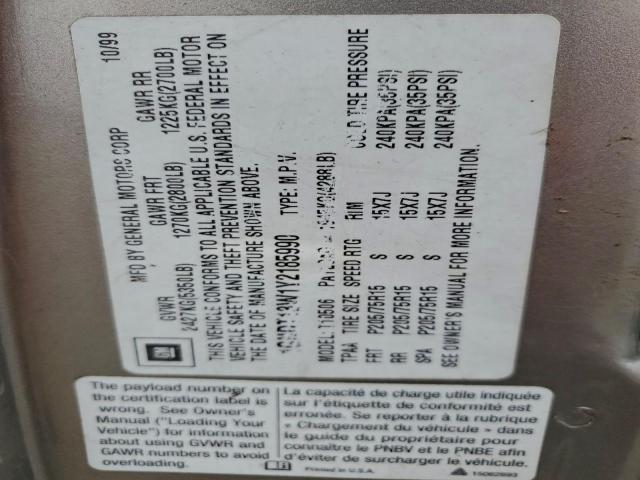 MFD BY GENERAL MOTORS CORP 10/99
GVWR GAWR FRT GAWR RR
2427KG(5350LB) 1270KG(2800LB) 1225KG(2700LB)
THIS VEHICLE CONFORMS TO ALL APPLICABLE U.S. FEDERAL MOTOR
VEHICLE SAFETY AND THEFT PREVENTION STANDARDS IN EFFECT ON
THE DATE OF MANUFACTURE SHOWN ABOVE.
TYPE: M.P.V.
MODEL: T10506
TPAA TIRE SIZE SPEED RTG RIM COLD TIRE PRESSURE
FRT P205/75R15 S 15X7J 240KPA(35PSI)
RR P205/75R15 S 15X7J 240KPA(35PSI)
SPA P205/75R15 S 15X7J 240KPA(35PSI)
SEE OWNER'S MANUAL FOR MORE INFORMATION.
GM
The payload number on
the certification label is
wrong. See Owner's
Manual ("Loading Your
Vehicle") for information
about using GVWR and
GAWR numbers to avoid
overloading.
La capacité de charge utile indiquée
sur l'étiquette de conformité est
erronée. Se reporter à la rubrique
« Chargement du véhicule » dans
le guide du propriétaire pour
connaître le PNBV et le PNBE afin
d'éviter de surcharger le véhicule.
Printed in U.S.A.